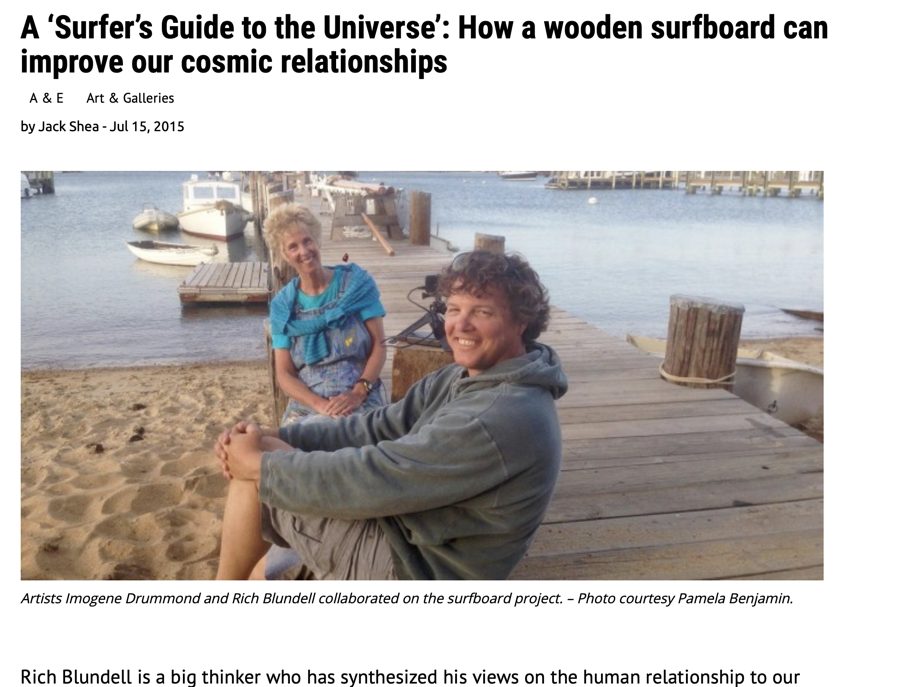 A ‘Surfer’s Guide to the Universe’: How a wooden surfboard can
improve our cosmic relationships
A & E Art & Galleries
by Jack Shea - Jul 15, 2015
Artists Imogene Drummond and Rich Blundell collaborated on the surfboard project. – Photo courtesy Pamela Benjamin.
Rich Blundell is a big thinker who has synthesized his views on the human relationship to our